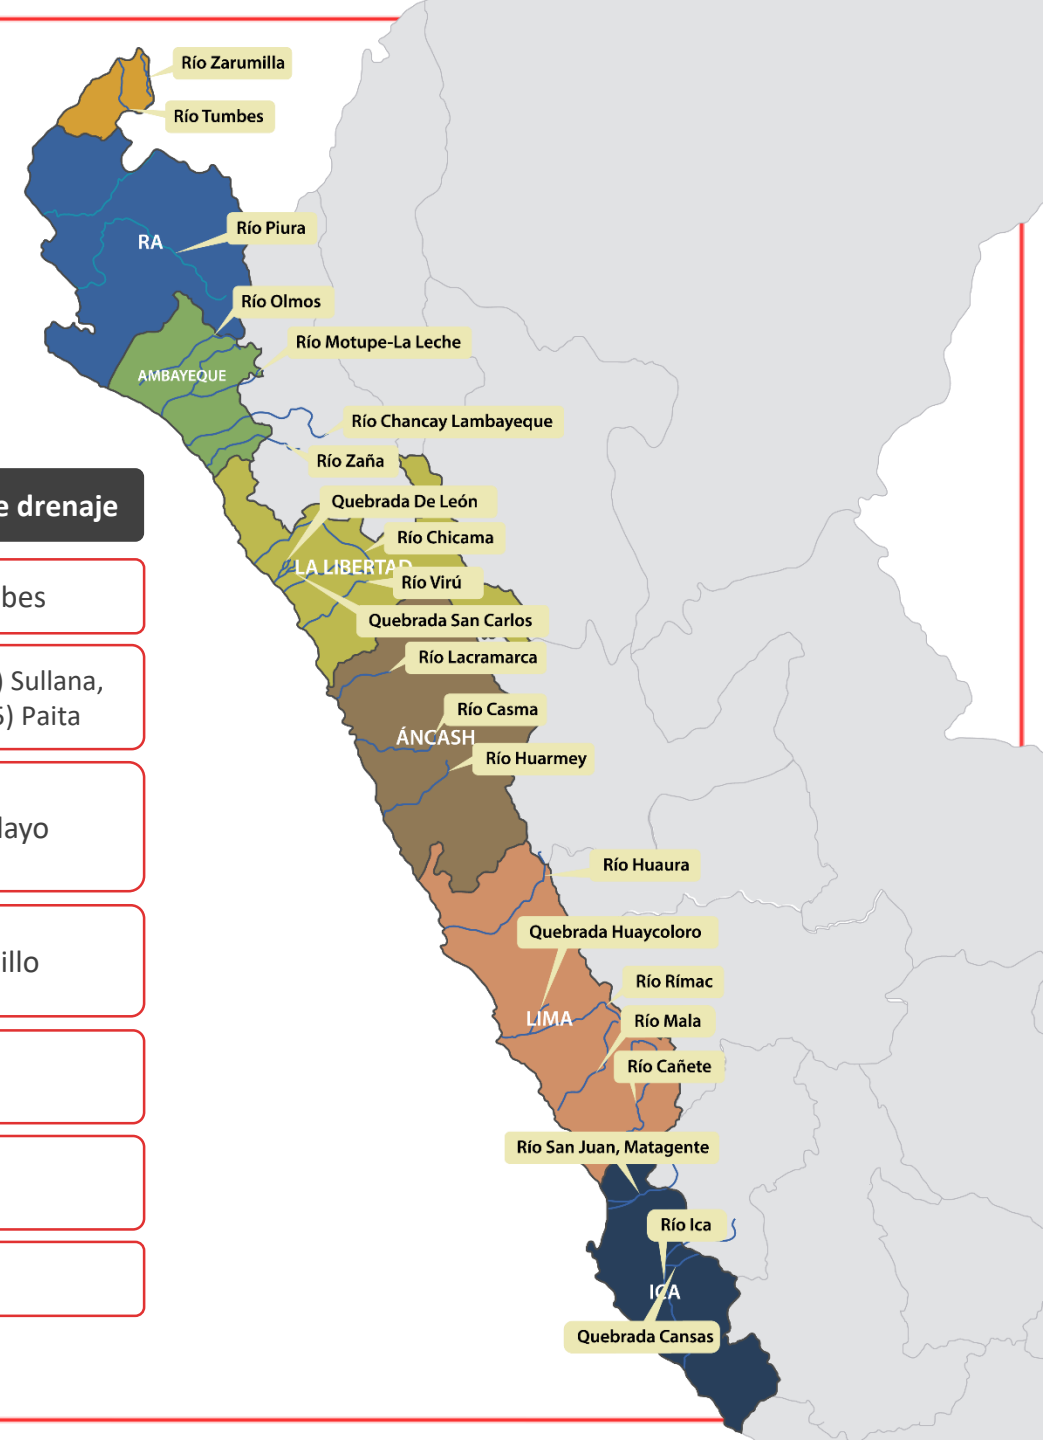 Río Zarumilla
Río Tumbes
Río Piura
RA
Río Olmos
Río Motupe-La Leche
AMBAYEQUE
Río Chancay Lambayeque
Río Zaña
Quebrada De León
Río Chicama
LA LIBERTAD
Río Virú
Quebrada San Carlos
Río Lacramarca
Río Casma
ÁNCASH
Río Huarmey
Río Huaura
Quebrada Huaycoloro
Río Rímac
LIMA
Río Mala
Río Cañete
Río San Juan, Matagente
Río Ica
ICA
Quebrada Cansas
e drenaje
bes
) Sullana,
5) Paita
layo
illo